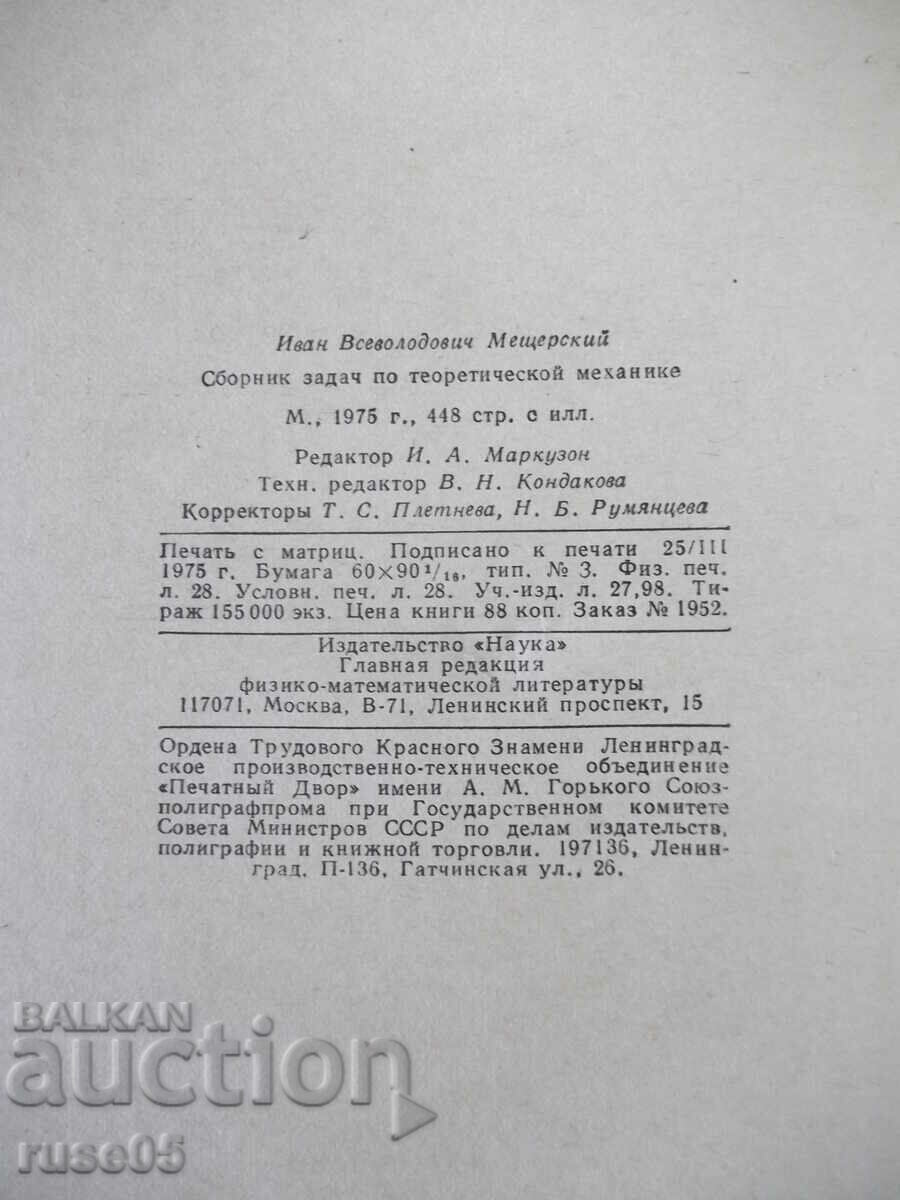 Иван Всеволодович Мещерский
Сборник задач по теоретической механике
М., 1975 г., 448 стр. с илл.
Редактор И. А. Маркузон
Техн. редактор В. Н. Кондакова
Корректоры Т. С. Плетнева, Н. Б. Румянцева
Печать с матриц. Подписано к печати 25/III
1975 г. Бумага 60×90¹/₁₆, тип. № 3. Физ. печ.
л. 28. Условн. печ. л. 28. Уч.-изд. л. 27,98. Ти-
раж 155 000 экз. Цена книги 88 коп. Заказ № 1952.
Издательство «Наука»
Главная редакция
физико-математической литературы
117071, Москва, В-71, Ленинский проспект, 15
Ордена Трудового Красного Знамени Ленинград-
ское производственно-техническое объединение
«Печатный Двор» имени А. М. Горького Союз-
полиграфпрома при Государственном комитете
Совета Министров СССР по делам издательств,
полиграфии и книжной торговли. 197136, Ленин-
град, П-136, Гатчинская ул., 26.
BALKAN
auction
ruse05